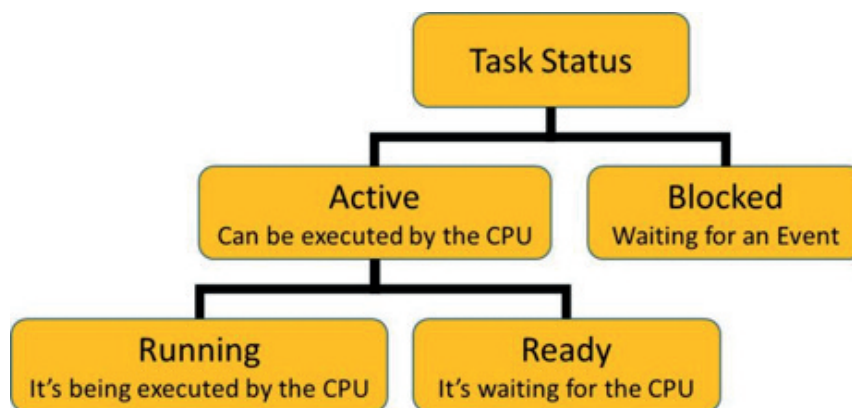 Task Status
Active
Can be executed by the CPU
Blocked
Waiting for an Event
Running
It's being executed by the CPU
Ready
It's waiting for the CPU